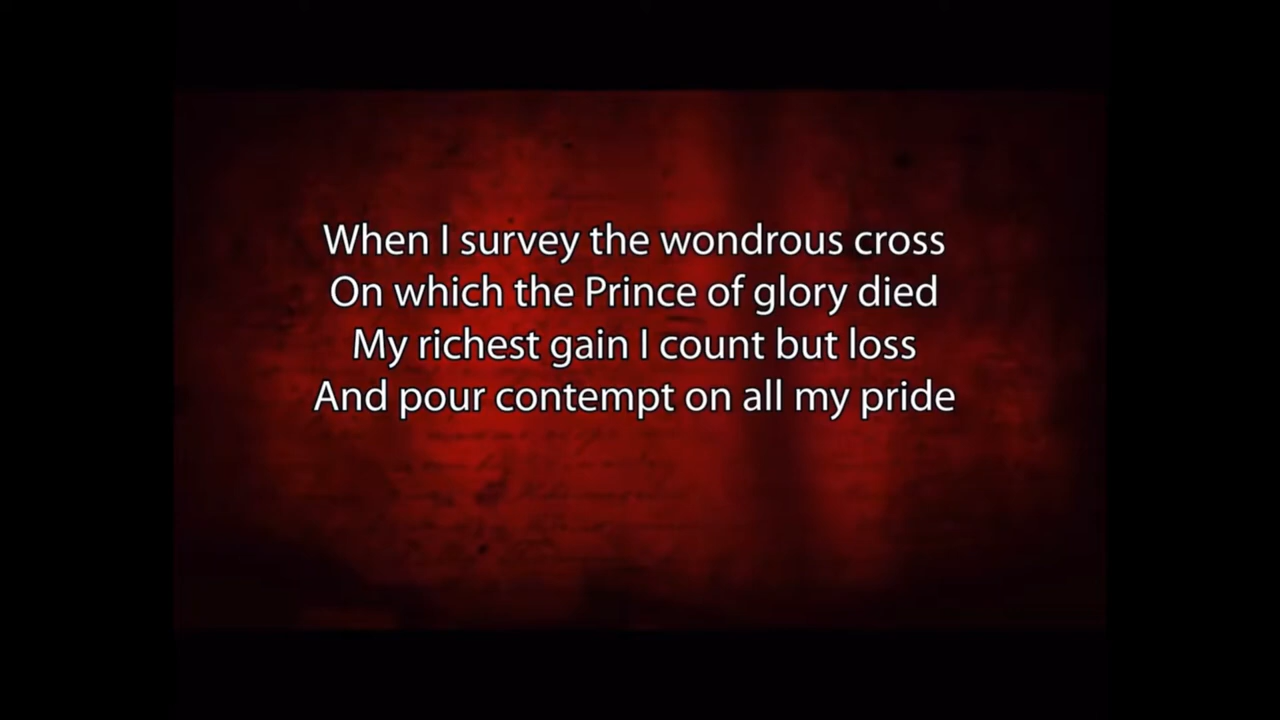 When I survey the wondrous cross
On which the Prince of glory died
My richest gain I count but loss
And pour contempt on all my pride